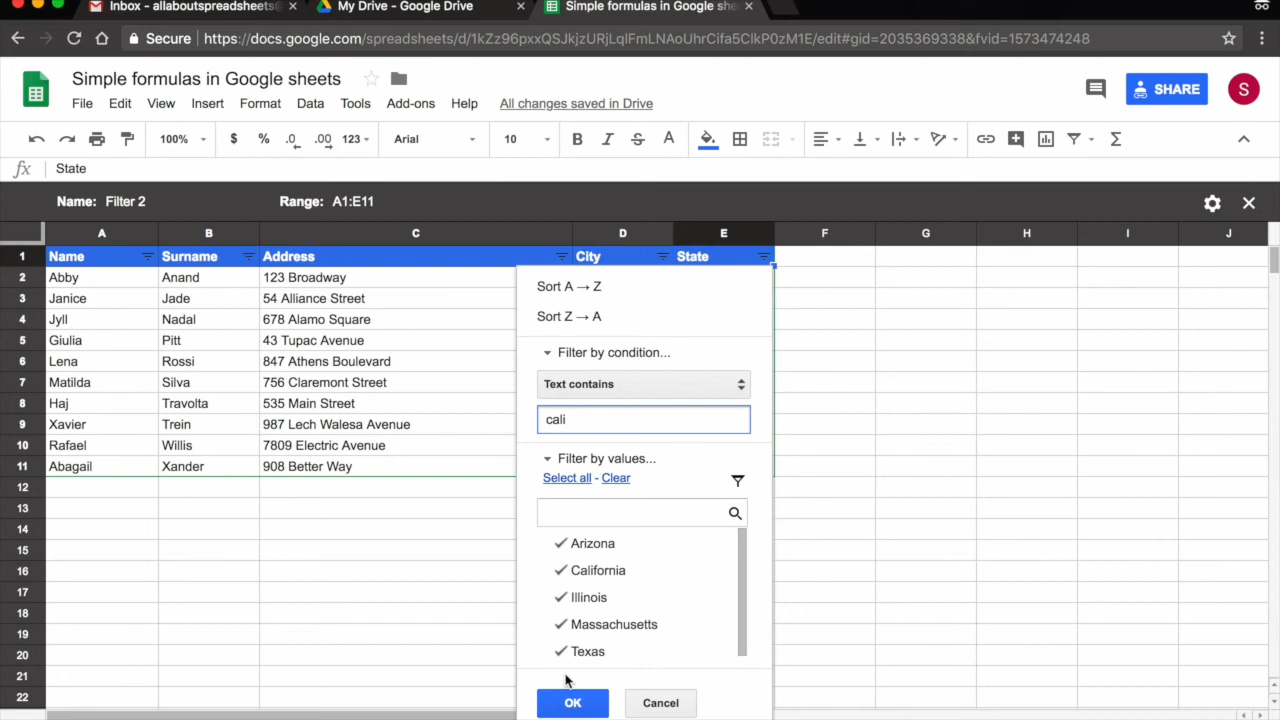 Inbox - allaboutspreadsheets@
My Drive - Google Drive
Simple formulas in Google she
Secure
https://docs.google.com/spreadsheets/d/1kZz96pxxQSJkjzURjLqlFmLNAoUhrCifa5ClkP0zM1E/edit#gid=2035369338&fvid=1573474248
Simple formulas in Google sheets
File Edit View Insert Format Data Tools Add-ons Help All changes saved in Drive
SHARE
S
100% $ % .0 .00 123 Arial 10 B I S A
fx State
Name: Filter 2 Range: A1:E11
A B C D E F G H I J
1 Name Surname Address City State
2 Abby Anand 123 Broadway
3 Janice Jade 54 Alliance Street
4 Jyll Nadal 678 Alamo Square
5 Giulia Pitt 43 Tupac Avenue
6 Lena Rossi 847 Athens Boulevard
7 Matilda Silva 756 Claremont Street
8 Haj Travolta 535 Main Street
9 Xavier Trein 987 Lech Walesa Avenue
10 Rafael Willis 7809 Electric Avenue
11 Abagail Xander 908 Better Way
12
13
14
15
16
17
18
19
20
21
22
Sort A → Z
Sort Z → A
Filter by condition...
Text contains
cali
Filter by values...
Select all - Clear
Arizona
California
Illinois
Massachusetts
Texas
OK Cancel